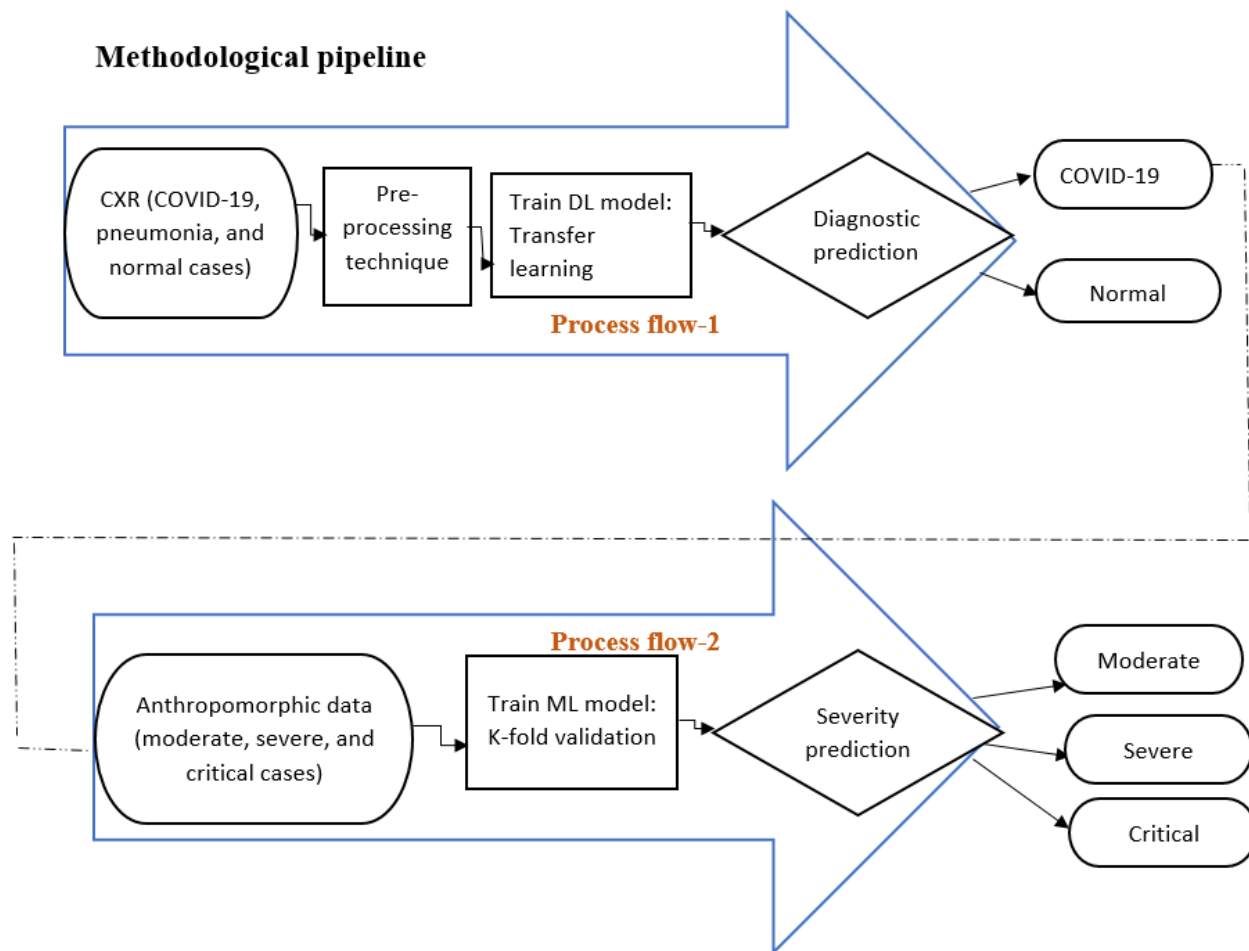 Methodological pipeline
CXR (COVID-19,
pneumonia, and
normal cases)
Pre-
processing
technique
Train DL model:
Transfer
learning
Diagnostic
prediction
COVID-19
Normal
Process flow-1
Process flow-2
Anthropomorphic data
(moderate, severe, and
critical cases)
Train ML model:
K-fold validation
Severity
prediction
Moderate
Severe
Critical